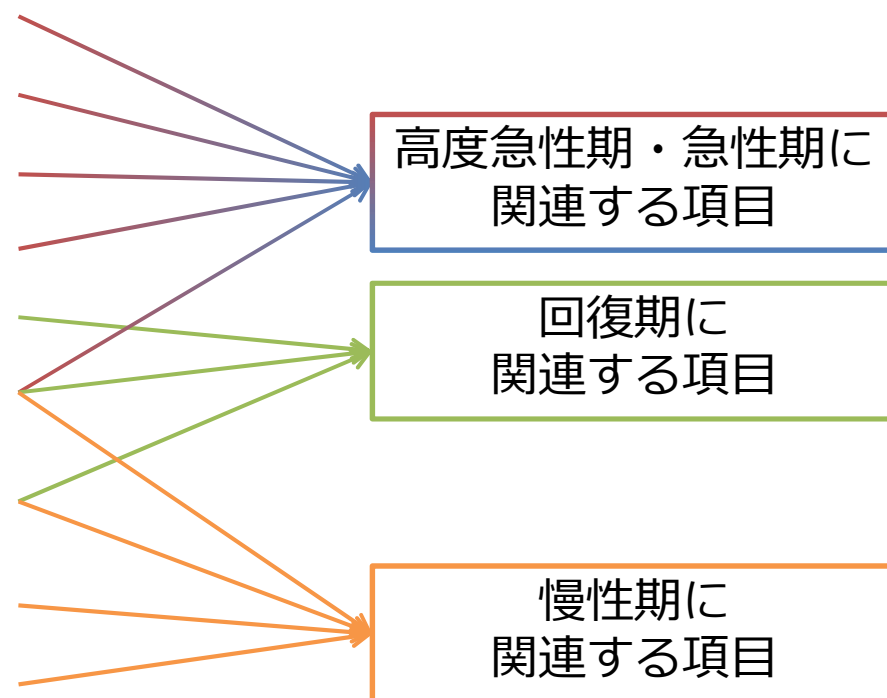 高度急性期・急性期に
関連する項目
回復期に
関連する項目
慢性期に
関連する項目